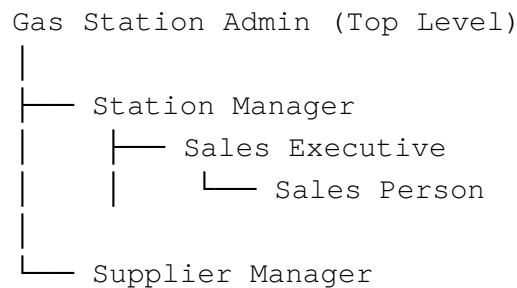 Gas Station Admin (Top Level)
Station Manager
Sales Executive
Sales Person
Supplier Manager